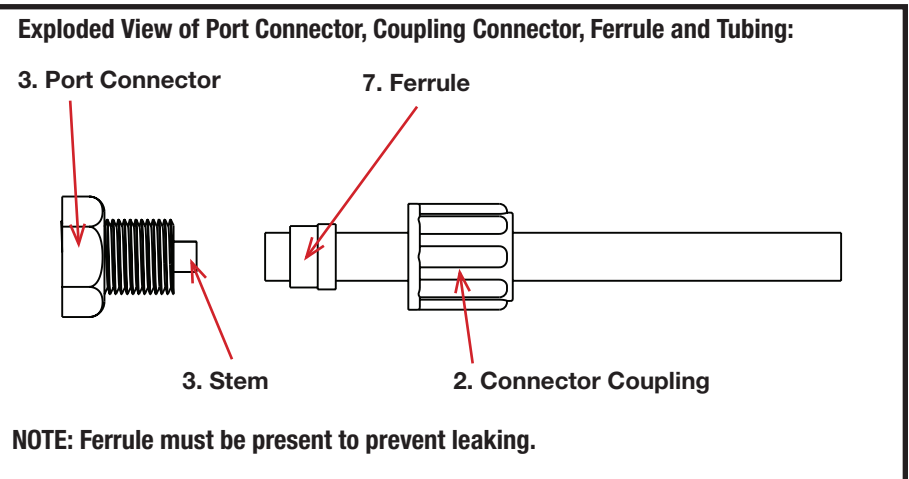 Exploded View of Port Connector, Coupling Connector, Ferrule and Tubing:
3. Port Connector
7. Ferrule
3. Stem
2. Connector Coupling
NOTE: Ferrule must be present to prevent leaking.